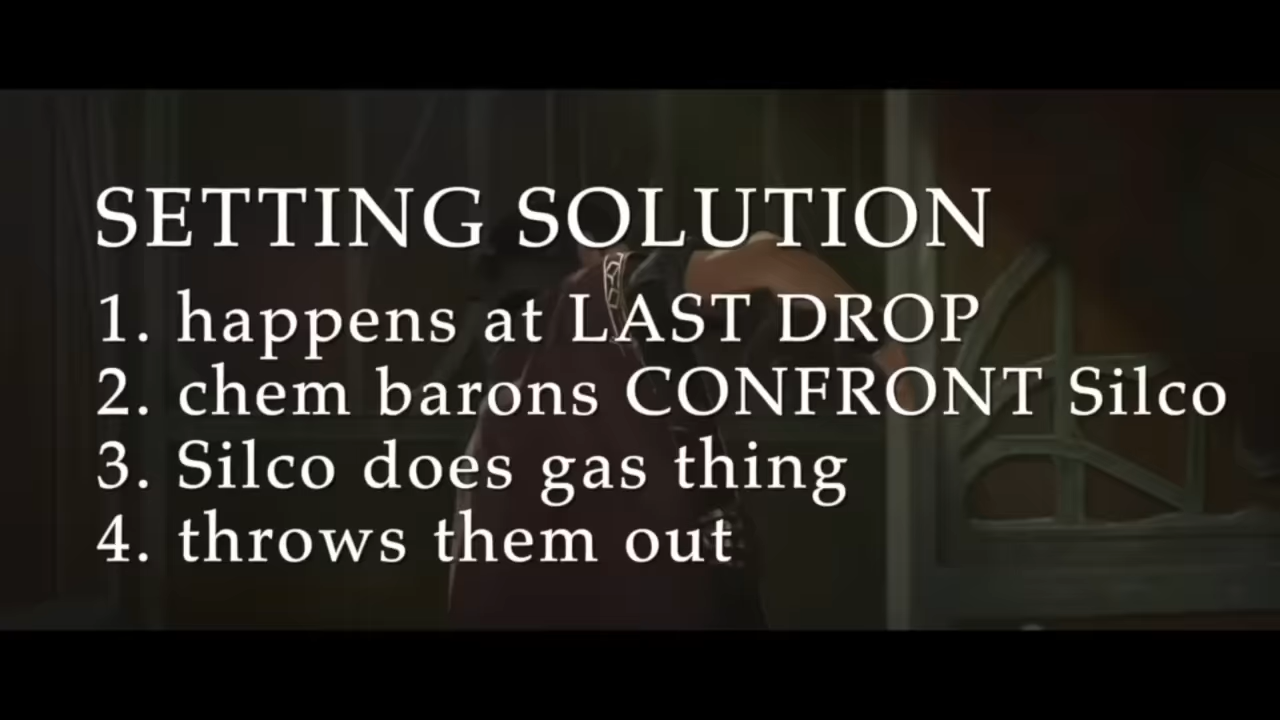 SETTING SOLUTION
1. happens at LAST DROP
2. chem barons CONFRONT Silco
3. Silco does gas thing
4. throws them out